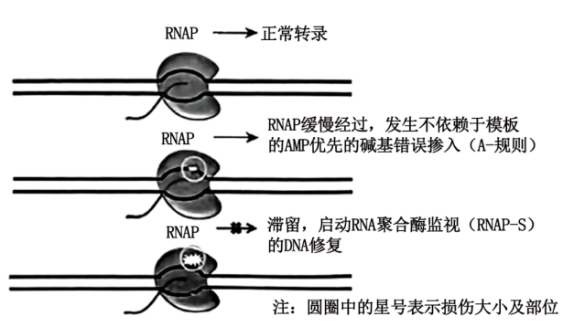 RNAP
正常转录
RNAP缓慢经过，发生不依赖于模板
RNAP
的AMP优先的碱基错误掺入（A-规则）
RNAP
滞留，启动RNA聚合酶监视（RNAP-S）
的DNA修复
注：圆圈中的星号表示损伤大小及部位